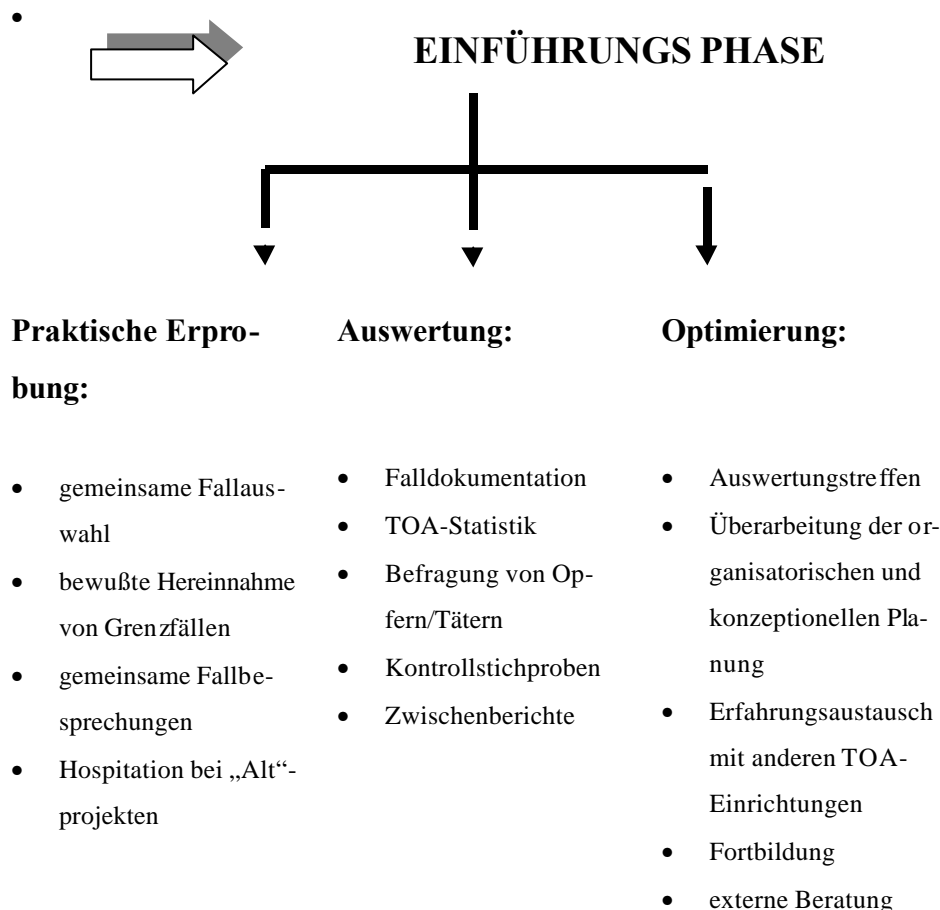 EINFÜHRUNGS PHASE
Praktische Erpro-
bung:
• gemeinsame Fallaus-
wahl
• bewußte Hereinnahme
von Grenzfällen
• gemeinsame Fallbe-
sprechungen
• Hospitation bei „Alt“-
projekten
Auswertung:
• Falldokumentation
• TOA-Statistik
• Befragung von Op-
fern/Tätern
• Kontrollstichproben
• Zwischenberichte
Optimierung:
• Auswertungstreffen
• Überarbeitung der or-
ganisatorischen und
konzeptionellen Pla-
nung
• Erfahrungsaustausch
mit anderen TOA-
Einrichtungen
• Fortbildung
• externe Beratung